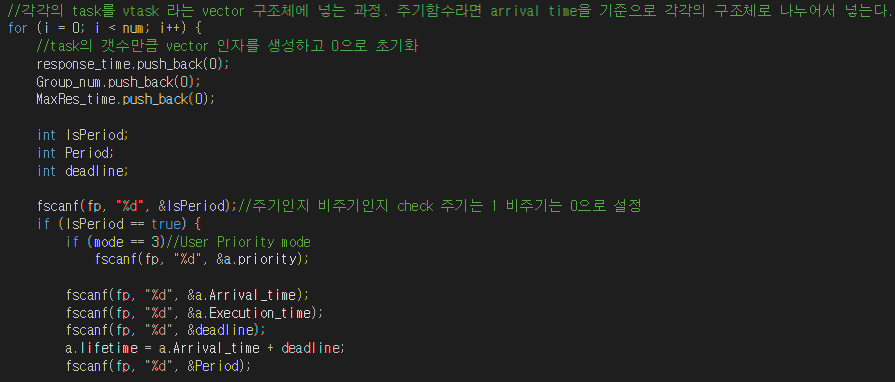 //각각의 task를 vtask 라는 vector 구조체에 넣는 과정. 주기함수라면 arrival time을 기준으로 각각의 구조체로 나누어서 넣는다.
for (i = 0; i < num; i++) {
//task의 갯수만큼 vector 인자를 생성하고 0으로 초기화
response_time.push_back(0);
Group_num.push_back(0);
MaxRes_time.push_back(0);
int IsPeriod;
int Period;
int deadline;
fscanf(fp, "%d", &IsPeriod);//주기인지 비주기인지 check 주기는 1 비주기는 0으로 설정
if (IsPeriod == true) {
if (mode == 3)//User Priority mode
fscanf(fp, "%d", &a.priority);
fscanf(fp, "%d", &a.Arrival_time);
fscanf(fp, "%d", &a.Execution_time);
fscanf(fp, "%d", &deadline);
a.lifetime = a.Arrival_time + deadline;
fscanf(fp, "%d", &Period);